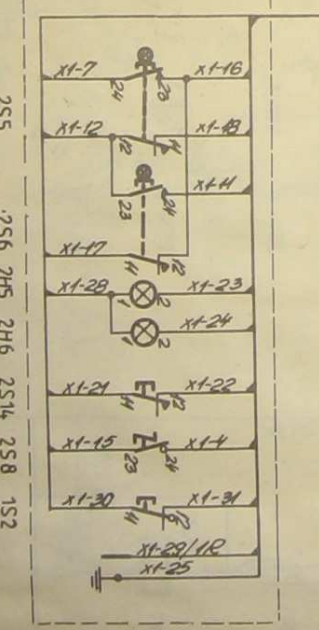 x1-7 x1-16
24 23
x1-12 x1-18
12 11
x1-11
23 24
x1-17
11 12
x1-28 1 2 x1-23
1 2 x1-24
x1-21 x1-22
11 12
x1-15 x1-4
23 24
x1-30 x1-31
11 12
x1-29/1R
x1-25
2S5
2S6
2H5
2H6
2S14
2S8
1S2